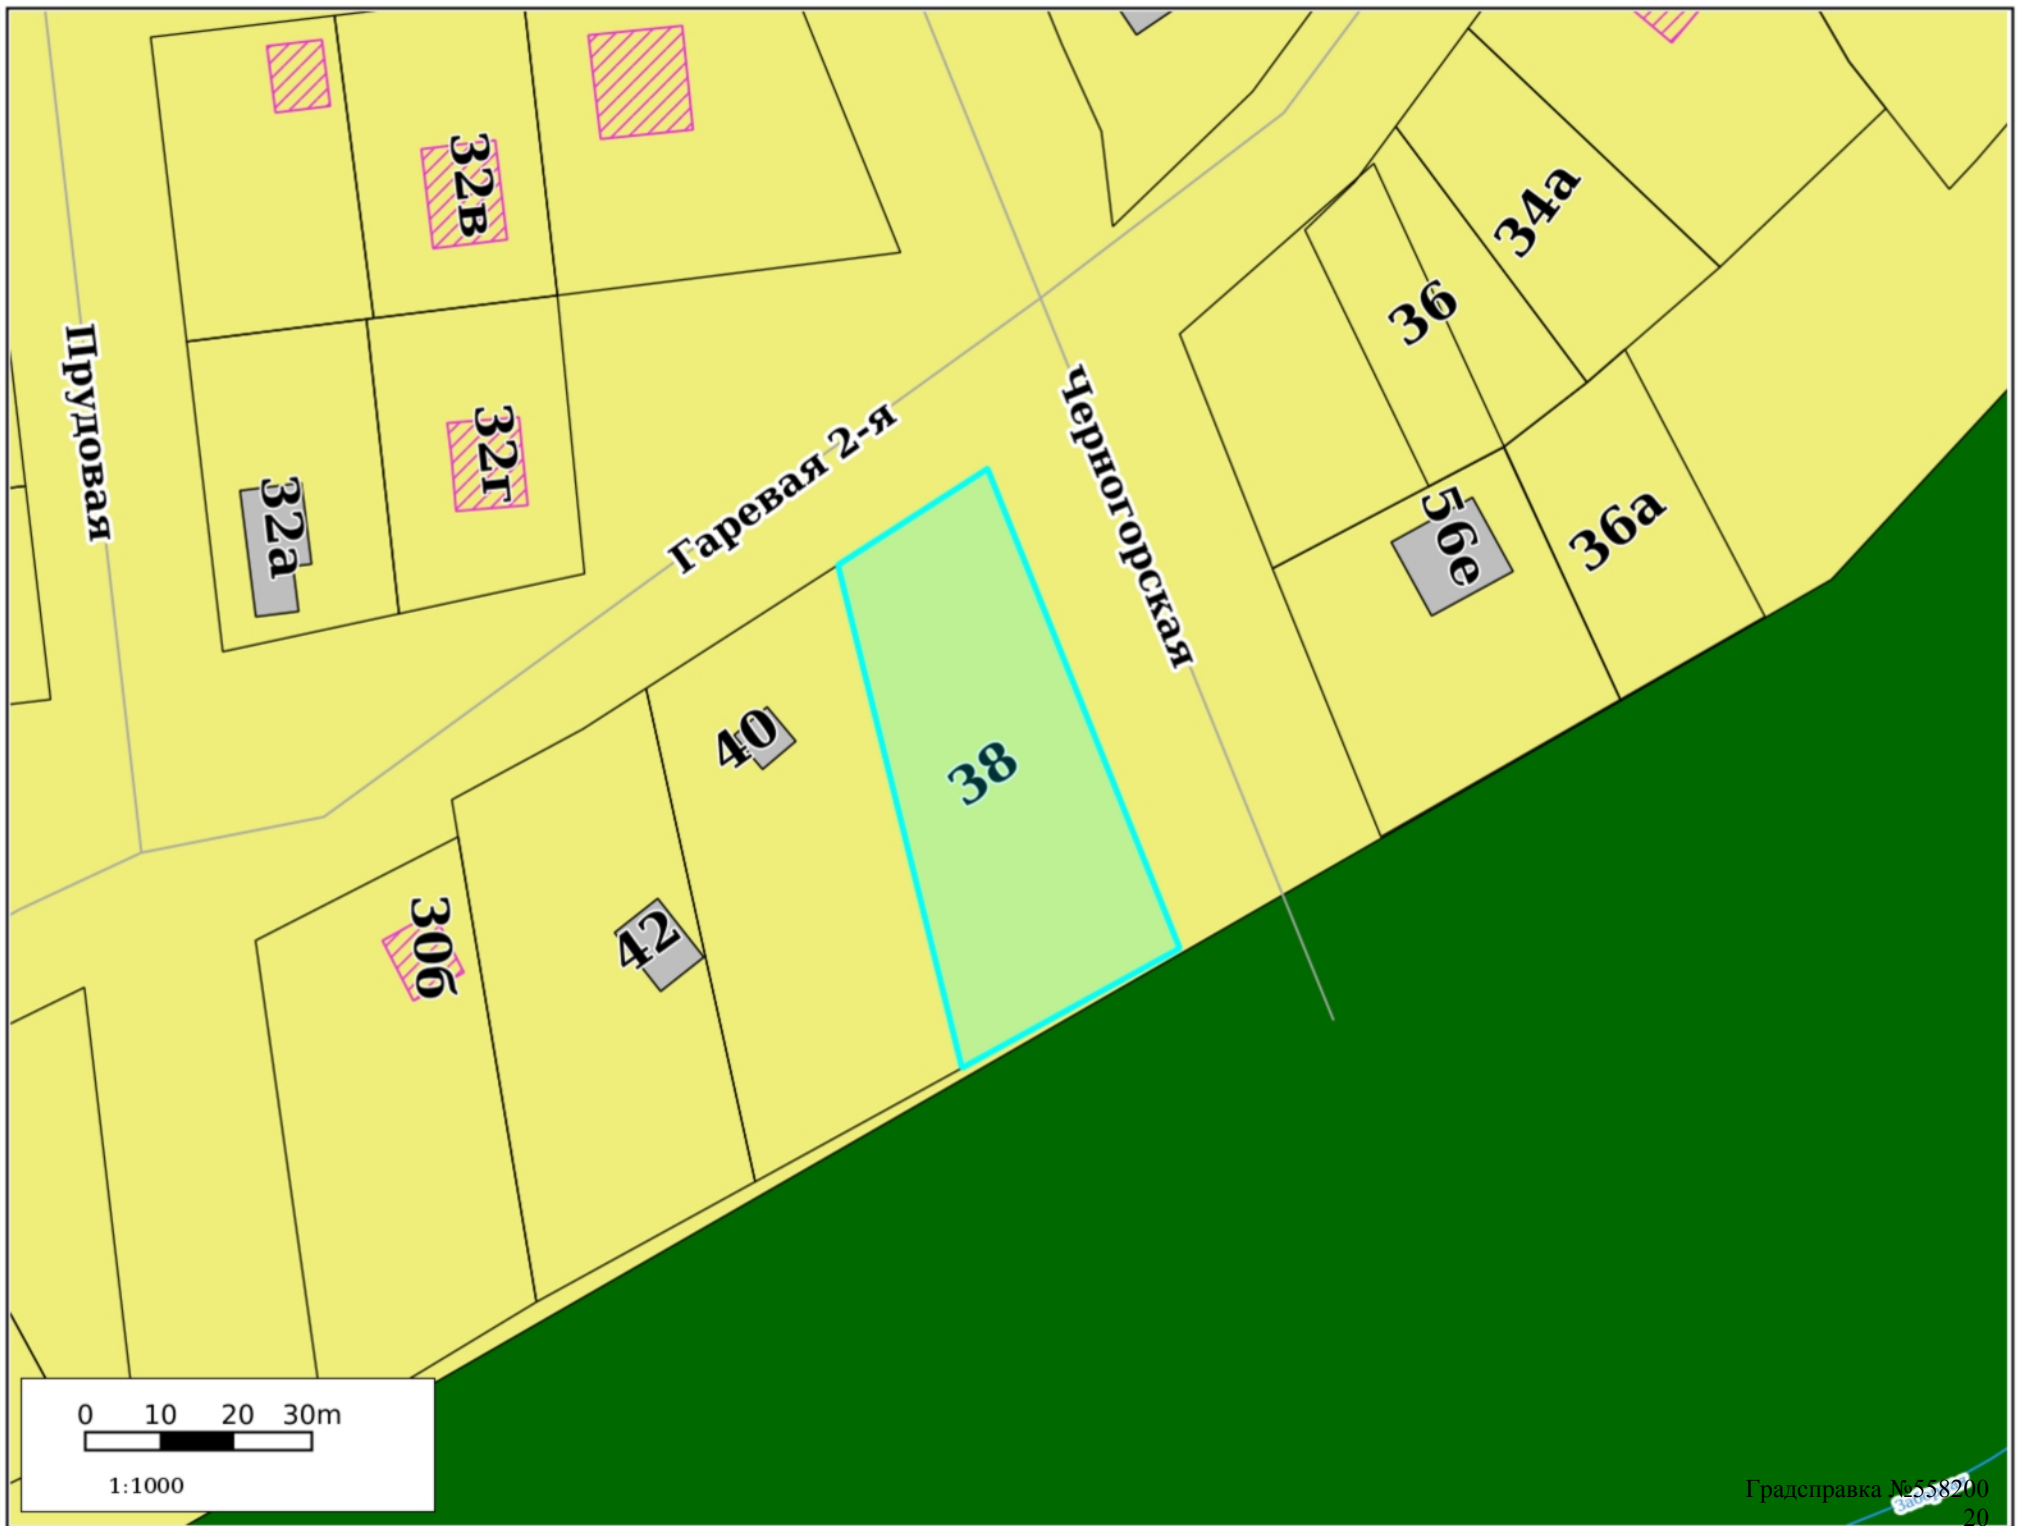 32в
34а
36
Прудовая
32г
32а
Гаревая 2-я
Черногорская
56е
36а
40
38
42
30б
0 10 20 30m
1:1000
Градсправка №558200
20